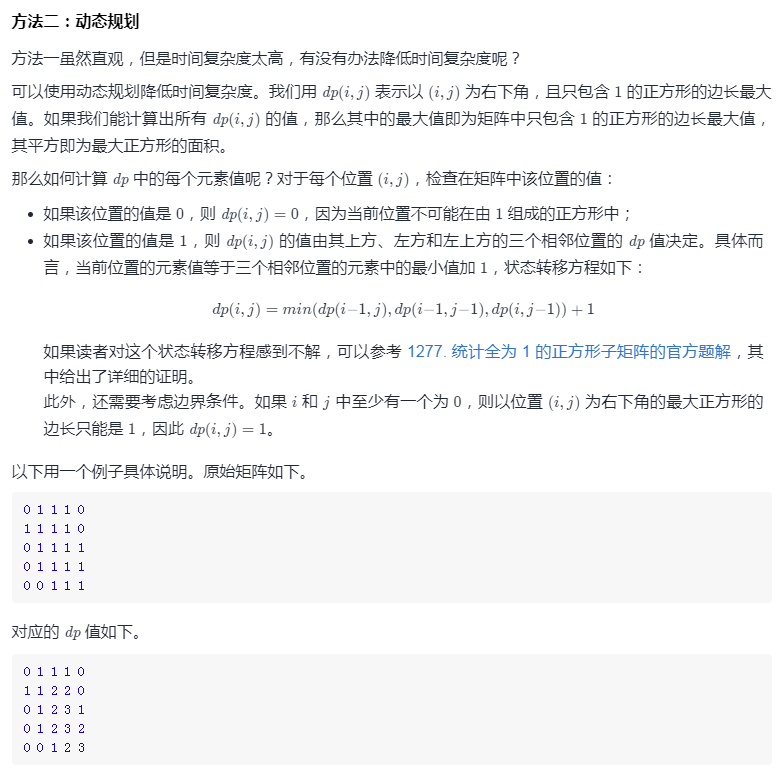 方法二：动态规划
方法一虽然直观，但是时间复杂度太高，有没有办法降低时间复杂度呢？
可以使用动态规划降低时间复杂度。我们用 dp(i, j) 表示以 (i, j) 为右下角，且只包含 1 的正方形的边长最大
值。如果我们能计算出所有 dp(i, j) 的值，那么其中的最大值即为矩阵中只包含 1 的正方形的边长最大值，
其平方即为最大正方形的面积。
那么如何计算 dp 中的每个元素值呢？对于每个位置 (i, j)，检查在矩阵中该位置的值：
• 如果该位置的值是 0，则 dp(i, j) = 0，因为当前位置不可能在由 1 组成的正方形中；
• 如果该位置的值是 1，则 dp(i, j) 的值由其上方、左方和左上方的三个相邻位置的 dp 值决定。具体而
言，当前位置的元素值等于三个相邻位置的元素中的最小值加 1，状态转移方程如下：
dp(i, j) = min(dp(i−1, j), dp(i−1, j−1), dp(i, j−1)) + 1
如果读者对这个状态转移方程感到不解，可以参考 1277. 统计全为 1 的正方形子矩阵的官方题解，其
中给出了详细的证明。
此外，还需要考虑边界条件。如果 i 和 j 中至少有一个为 0，则以位置 (i, j) 为右下角的最大正方形的
边长只能是 1，因此 dp(i, j) = 1。
以下用一个例子具体说明。原始矩阵如下。
0 1 1 1 0
1 1 1 1 0
0 1 1 1 1
0 1 1 1 1
0 0 1 1 1
对应的 dp 值如下。
0 1 1 1 0
1 1 2 2 0
0 1 2 3 1
0 1 2 3 2
0 0 1 2 3